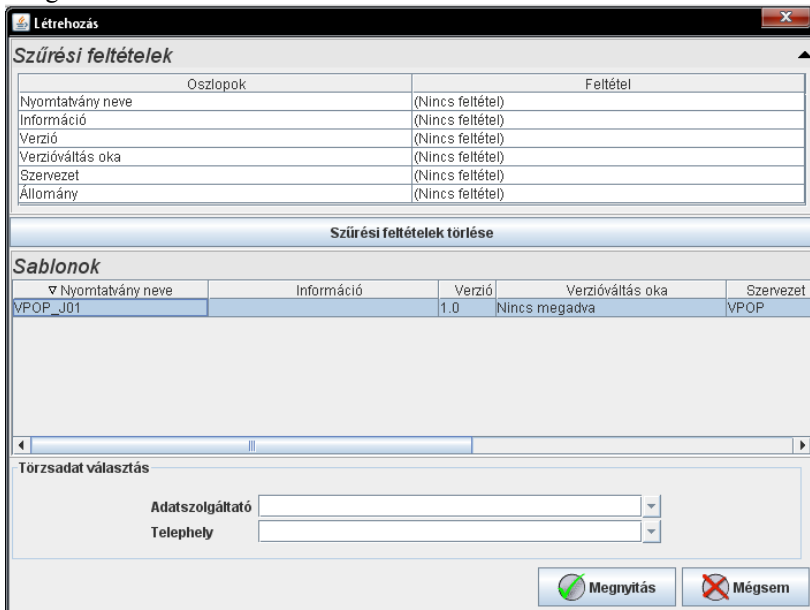 Létrehozás
Szűrési feltételek
Oszlopok Feltétel
Nyomtatvány neve (Nincs feltétel)
Információ (Nincs feltétel)
Verzió (Nincs feltétel)
Verzióváltás oka (Nincs feltétel)
Szervezet (Nincs feltétel)
Állomány (Nincs feltétel)
Szűrési feltételek törlése
Sablonok
Nyomtatvány neve Információ Verzió Verzióváltás oka Szervezet
VPOP_J01 1.0 Nincs megadva VPOP
Törzsadat választás
Adatszolgáltató
Telephely
Megnyitás Mégsem